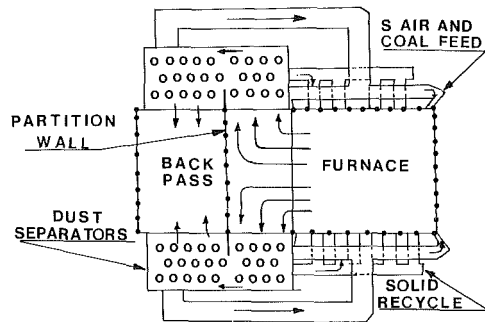 S AIR AND
COAL FEED
PARTITION
WALL
BACK
PASS
FURNACE
DUST
SEPARATORS
SOLID
RECYCLE